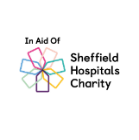 In Aid Of
Sheffield
Hospitals
Charity